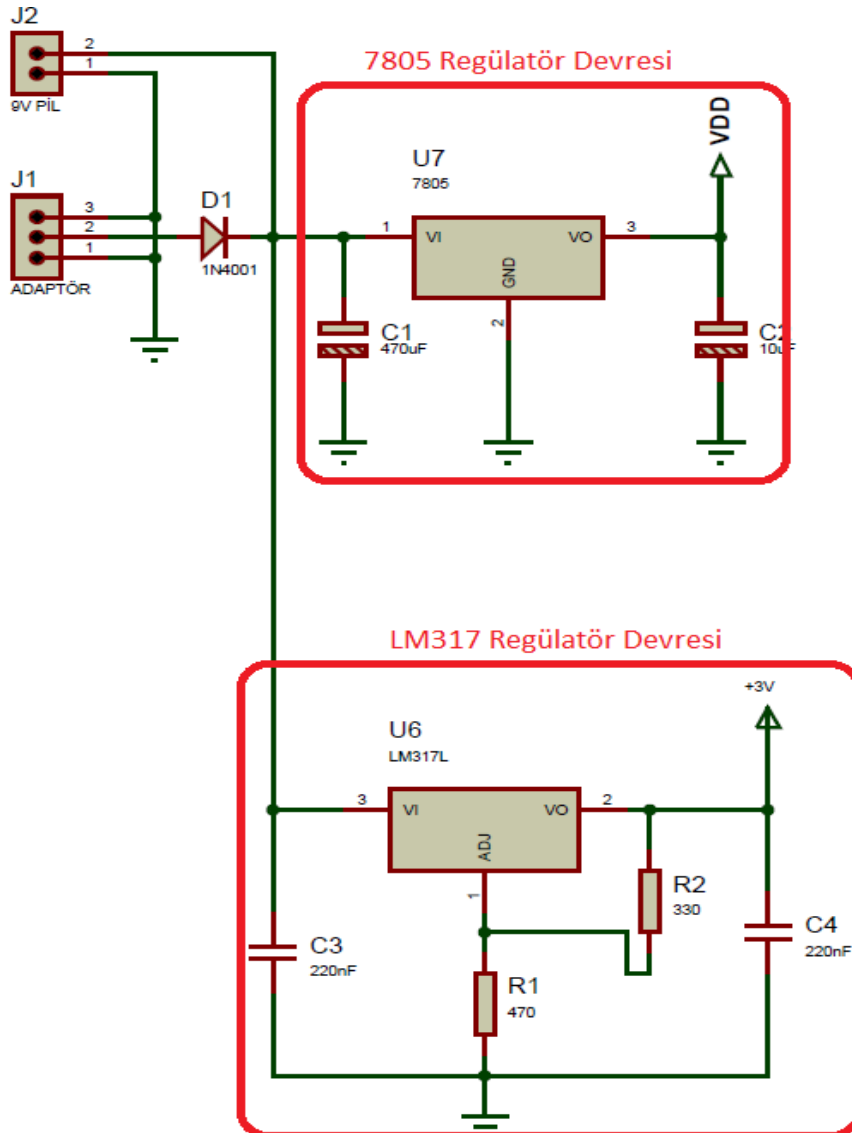 J2
2
1
9V PİL
J1
3
2
1
ADAPTÖR
D1
1N4001
7805 Regülatör Devresi
U7
7805
1
VI
VO
3
GND
2
VDD
C1
470uF
C2
10uF
LM317 Regülatör Devresi
+3V
U6
LM317L
3
VI
VO
2
ADJ
1
R2
330
C3
220nF
R1
470
C4
220nF